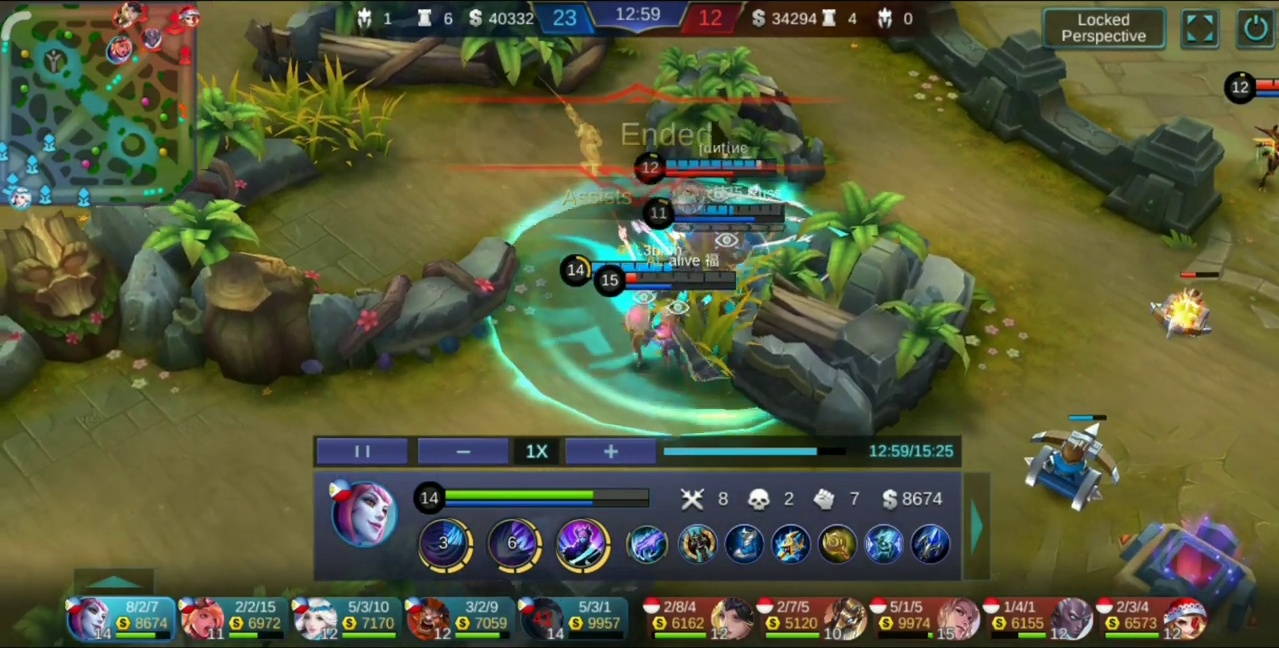 1 6 $ 40332 23 12:59 12 $ 34294 4 0
Locked
Perspective
12
Ended
12
Assists
11
14 15 alive 福
1X + 12:59/15:25
14 8 2 7 $ 8674
3 6
8/2/7 2/2/15 5/3/10 3/2/9 5/3/1 2/8/4 2/7/5 5/1/5 1/4/1 2/3/4
8674 6972 7170 7059 9957 6162 5120 9974 6155 6573
14 11 12 12 14 12 10 15 12 12